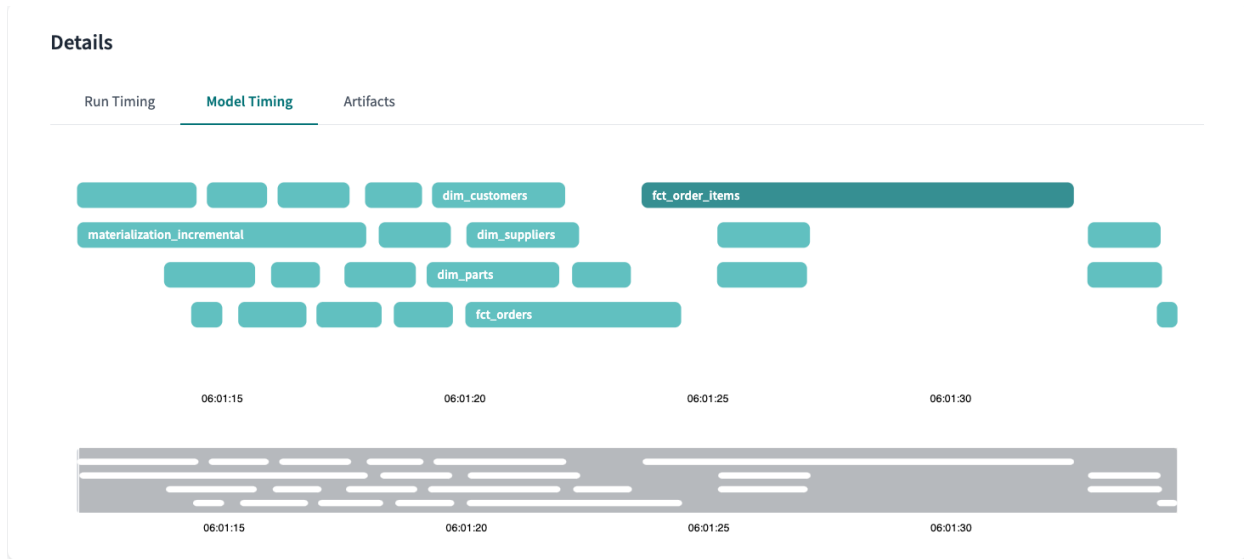 Details
Run Timing Model Timing Artifacts
dim_customers fct_order_items
materialization_incremental dim_suppliers
dim_parts
fct_orders
06:01:15 06:01:20 06:01:25 06:01:30
06:01:15 06:01:20 06:01:25 06:01:30